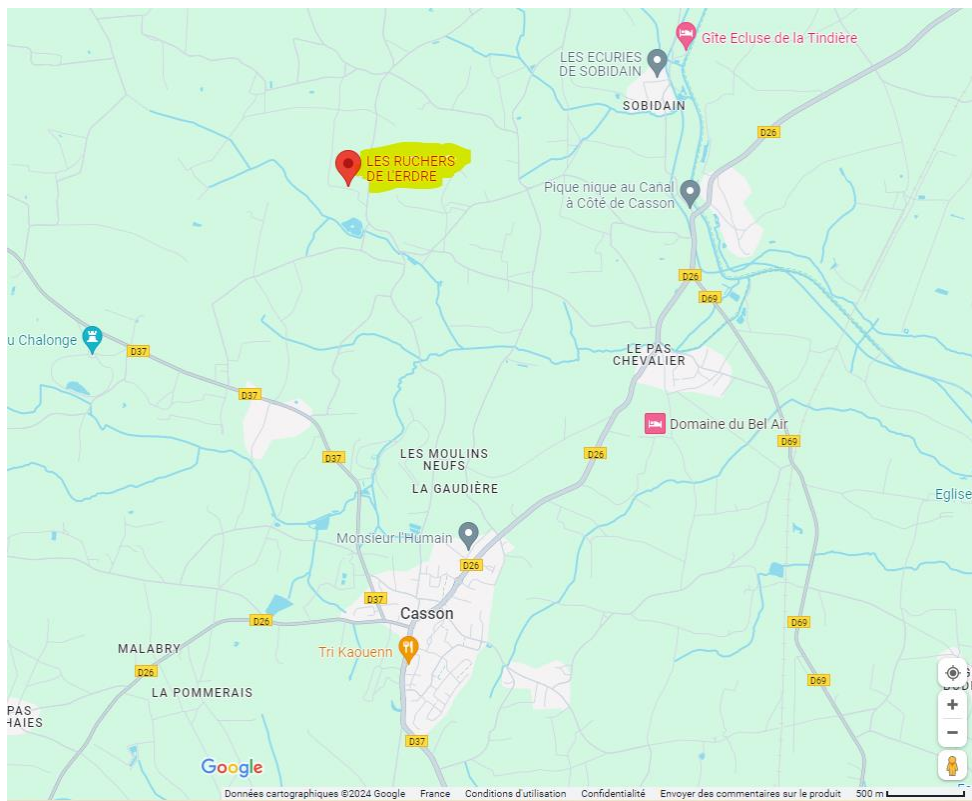 Gîte Ecluse de la Tindière
LES ECURIES
DE SOBIDAIN
SOBIDAIN
D26
LES RUCHERS
DE L'ERDRE
Pique nique au Canal
à Côté de Casson
D26
D69
u Chalonge
D37
LE PAS
CHEVALIER
D37
Domaine du Bel Air
D69
D37
LES MOULINS
NEUFS
D26
LA GAUDIÈRE
Eglise
Monsieur l'Humain
D26
D37
Casson
D26
D69
MALABRY
Tri Kaouenn
D26
LA POMMERAIS
D69
PAS
HAIES
D37
Google
Données cartographiques ©2024 Google France Conditions d'utilisation Confidentialité Envoyer des commentaires sur le produit 500 m